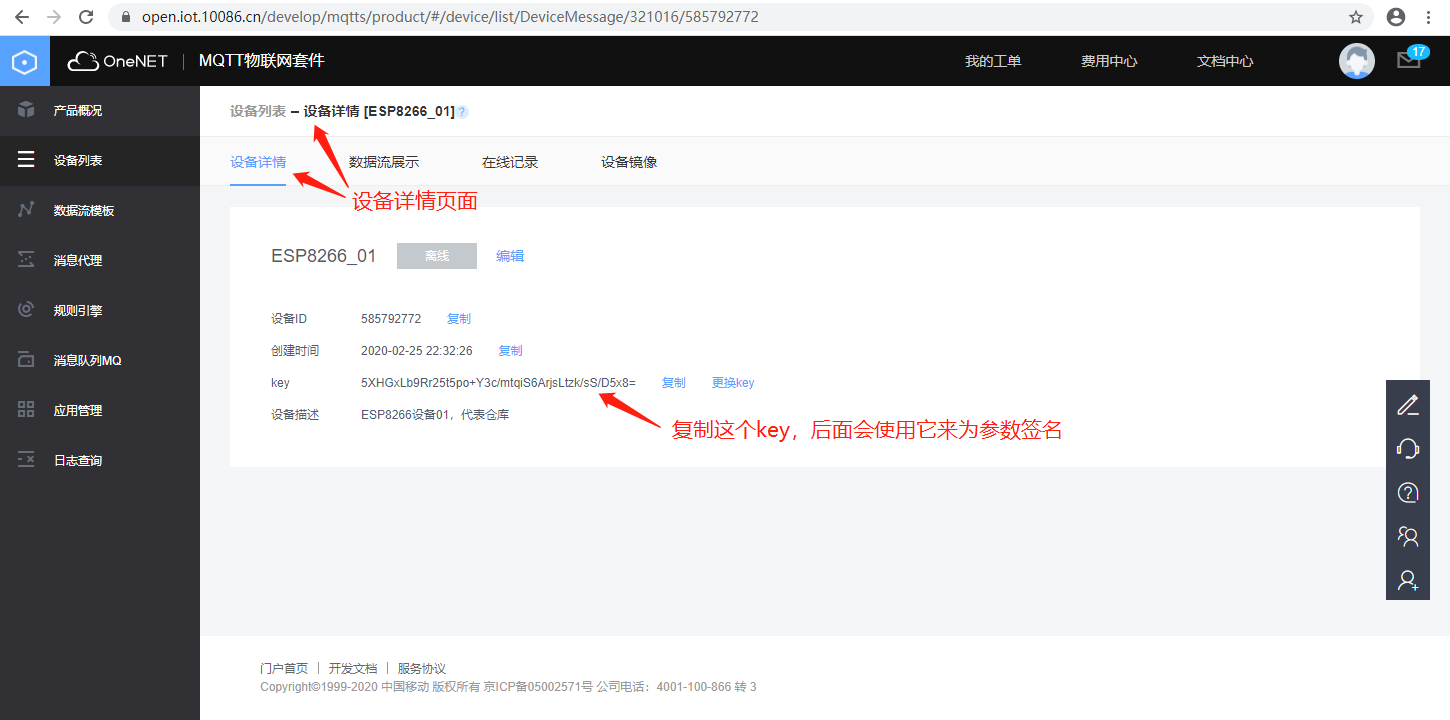 open.iot.10086.cn/develop/mqtts/product/#/device/list/DeviceMessage/321016/585792772
OneNET
MQTT物联网套件
我的工单
费用中心
文档中心
17
产品概况
设备列表
数据流模板
消息代理
规则引擎
消息队列MQ
应用管理
日志查询
设备列表 – 设备详情 [ESP8266_01] ?
设备详情
数据流展示
在线记录
设备镜像
设备详情页面
ESP8266_01 离线 编辑
设备ID 585792772 复制
创建时间 2020-02-25 22:32:26 复制
key 5XHGxLb9Rr25t5po+Y3c/mtqiS6ArjsLtzk/sS/D5x8= 复制 更换key
设备描述 ESP8266设备01，代表仓库
复制这个key，后面会使用它来为参数签名
门户首页 | 开发文档 | 服务协议
Copyright©1999-2020 中国移动 版权所有 京ICP备05002571号 公司电话：4001-100-866 转 3